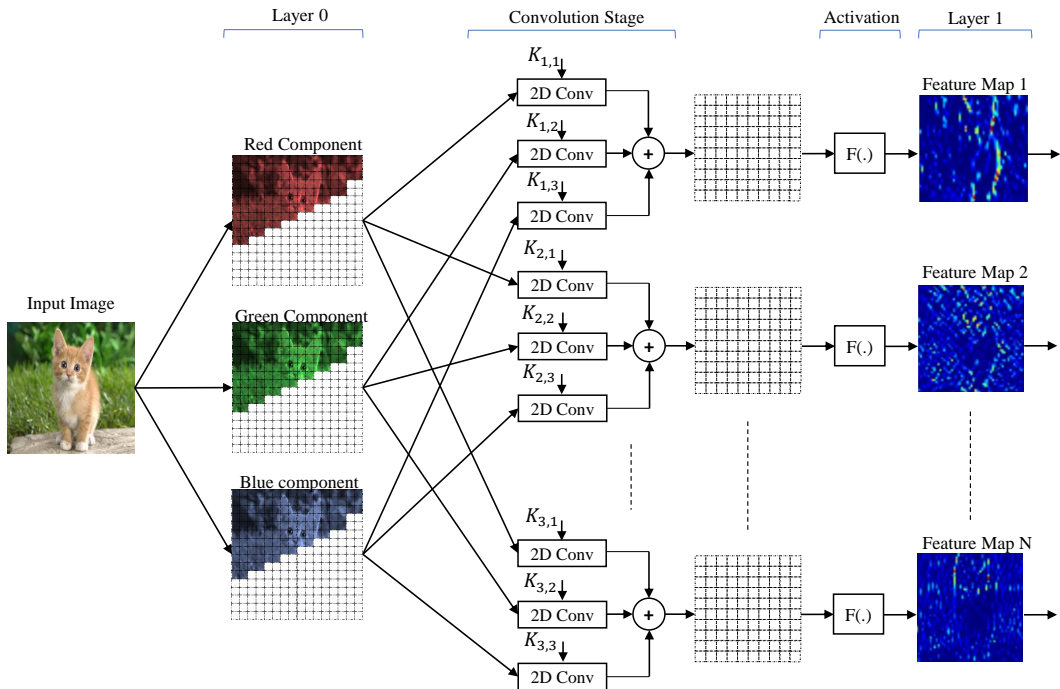 Layer 0
Convolution Stage
Activation
Layer 1
Input Image
Red Component
Green Component
Blue component
K1,1
2D Conv
K1,2
2D Conv
K1,3
2D Conv
+
F(.)
Feature Map 1
K2,1
2D Conv
K2,2
2D Conv
K2,3
2D Conv
+
F(.)
Feature Map 2
K3,1
2D Conv
K3,2
2D Conv
K3,3
2D Conv
+
F(.)
Feature Map N